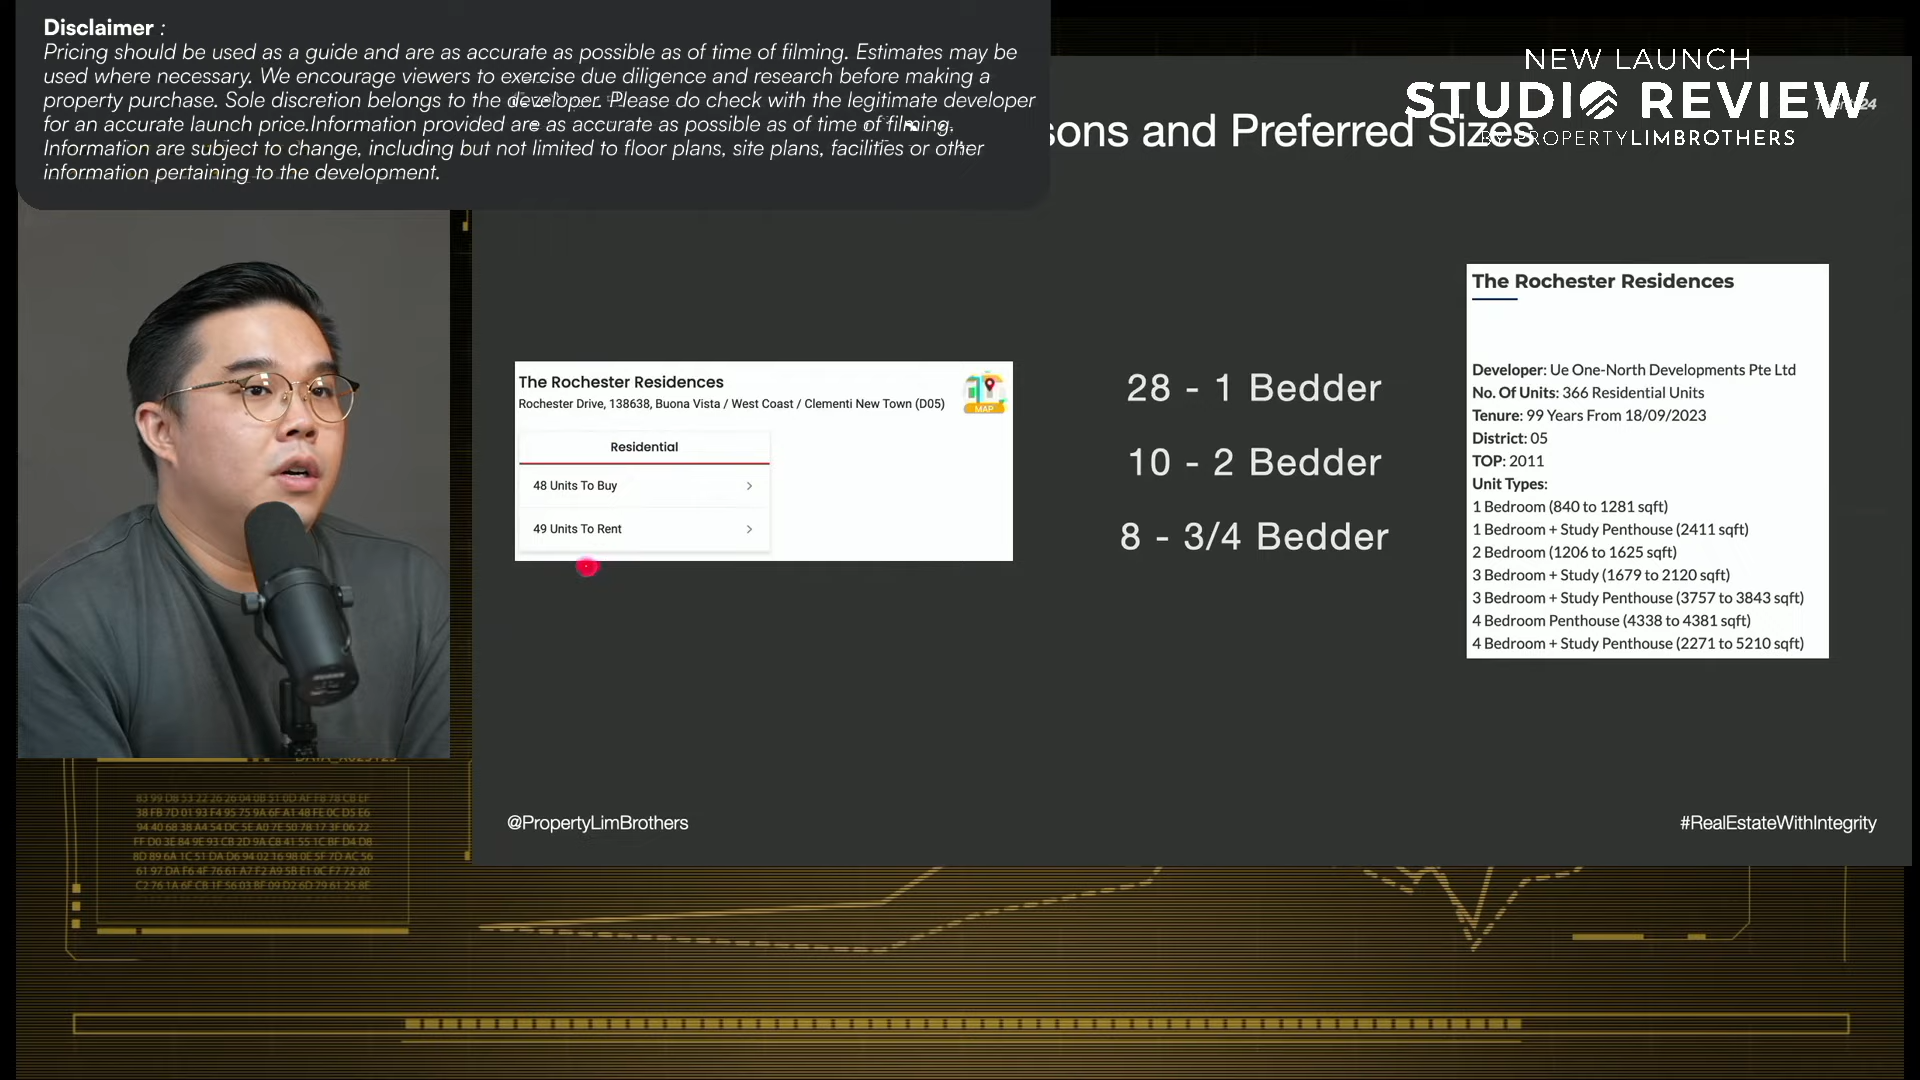 Disclaimer :
Pricing should be used as a guide and are as accurate as possible as of time of filming. Estimates may be
used where necessary. We encourage viewers to exercise due diligence and research before making a
property purchase. Sole discretion belongs to the developer. Please do check with the legitimate developer
for an accurate launch price.Information provided are as accurate as possible as of time of filming.
Information are subject to change, including but not limited to floor plans, site plans, facilities or other
information pertaining to the development.
NEW LAUNCH
STUDIO REVIEW
BY PROPERTYLIMBROTHERS
sons and Preferred Sizes
The Rochester Residences
Rochester Drive, 138638, Buona Vista / West Coast / Clementi New Town (D05)
MAP
Residential
48 Units To Buy
49 Units To Rent
28 - 1 Bedder
10 - 2 Bedder
8 - 3/4 Bedder
The Rochester Residences
Developer: Ue One-North Developments Pte Ltd
No. Of Units: 366 Residential Units
Tenure: 99 Years From 18/09/2023
District: 05
TOP: 2011
Unit Types:
1 Bedroom (840 to 1281 sqft)
1 Bedroom + Study Penthouse (2411 sqft)
2 Bedroom (1206 to 1625 sqft)
3 Bedroom + Study (1679 to 2120 sqft)
3 Bedroom + Study Penthouse (3757 to 3843 sqft)
4 Bedroom Penthouse (4338 to 4381 sqft)
4 Bedroom + Study Penthouse (2271 to 5210 sqft)
@PropertyLimBrothers
#RealEstateWithIntegrity